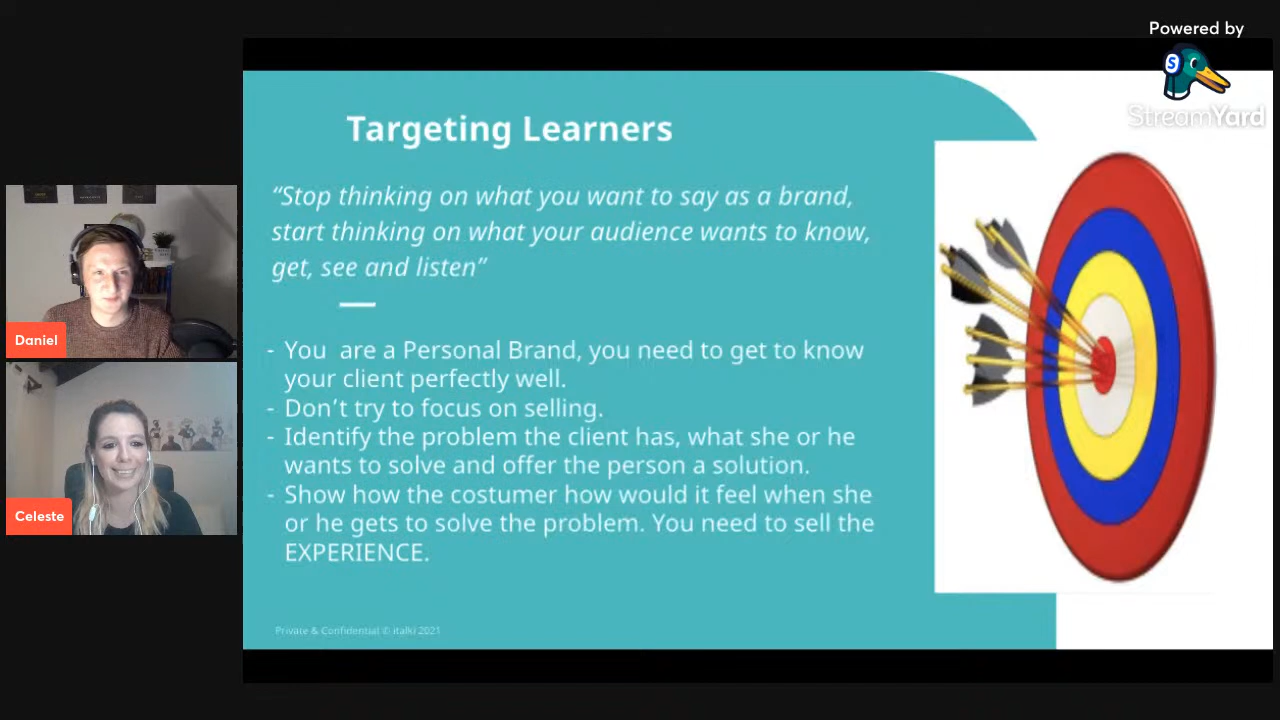 Powered by
S
StreamYard
Targeting Learners
“Stop thinking on what you want to say as a brand,
start thinking on what your audience wants to know,
get, see and listen”
- You  are a Personal Brand, you need to get to know
your client perfectly well.
- Don’t try to focus on selling.
- Identify the problem the client has, what she or he
wants to solve and offer the person a solution.
- Show how the costumer how would it feel when she
or he gets to solve the problem. You need to sell the
EXPERIENCE.
Private & Confidential © italki 2021
Daniel
Celeste